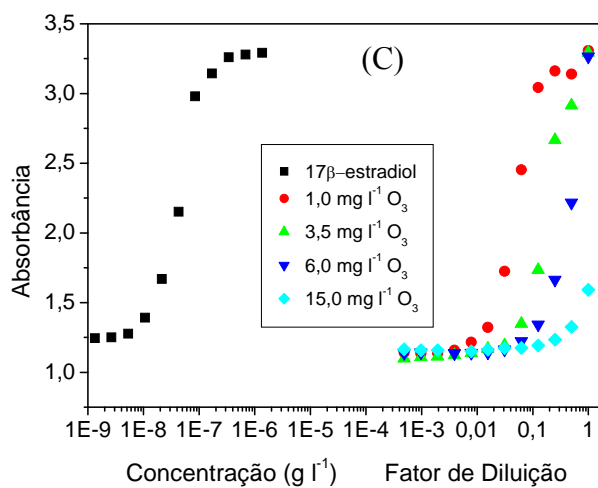 3,5
3,0
2,5
2,0
1,5
1,0
Absorbância
(C)
17β−estradiol
1,0 mg l⁻¹ O₃
3,5 mg l⁻¹ O₃
6,0 mg l⁻¹ O₃
15,0 mg l⁻¹ O₃
1E-9 1E-8 1E-7 1E-6 1E-5 1E-4 1E-3 0,01 0,1 1
Concentração (g l⁻¹) Fator de Diluição